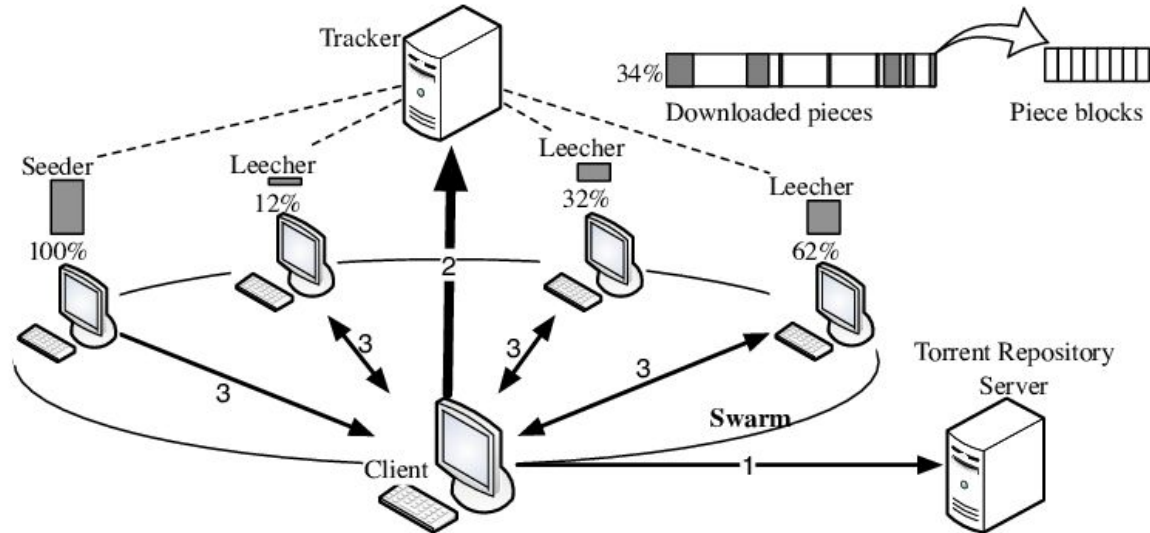 Tracker
34%
Downloaded pieces
Piece blocks
Seeder
100%
Leecher
12%
Leecher
32%
Leecher
62%
2
3
3
3
3
Swarm
Client
1
Torrent Repository
Server